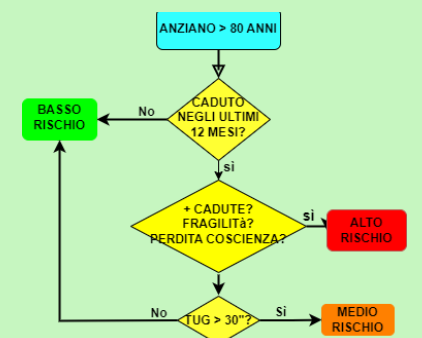 ANZIANO > 80 ANNI
CADUTO
NEGLI ULTIMI
12 MESI?
No
BASSO
RISCHIO
sì
+ CADUTE?
FRAGILITà?
PERDITA COSCIENZA?
sì
ALTO
RISCHIO
No
TUG > 30"?
Sì
MEDIO
RISCHIO